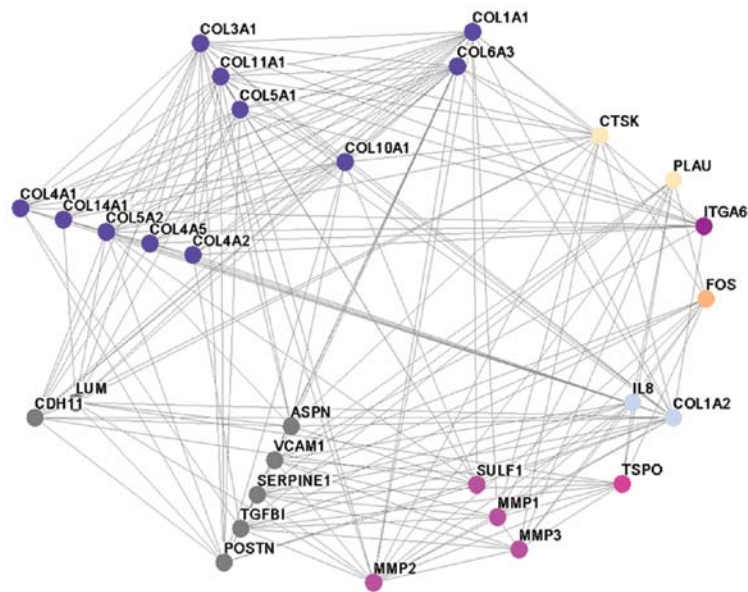 COL3A1
COL1A1
COL11A1
COL6A3
COL5A1
CTSK
COL10A1
PLAU
COL4A1
COL14A1
COL5A2
COL4A5
COL4A2
ITGA6
FOS
LUM
CDH11
IL8
COL1A2
ASPN
VCAM1
SULF1
TSPO
SERPINE1
MMP1
TGFBI
MMP3
POSTN
MMP2